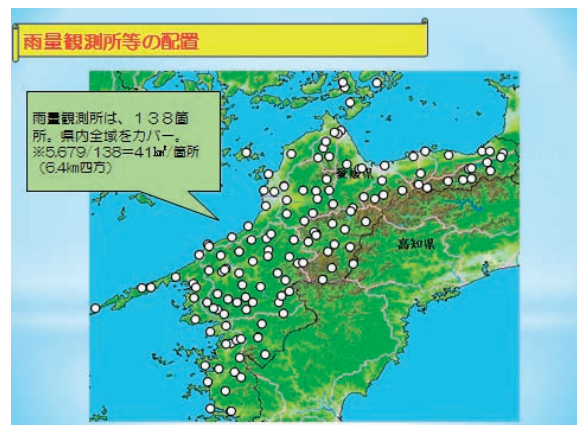 雨量観測所等の配置
雨量観測所は、138箇
所。県内全域をカバー。
※5,679/138=41㎢/箇所
(6.4km四方)
愛媛県
高知県